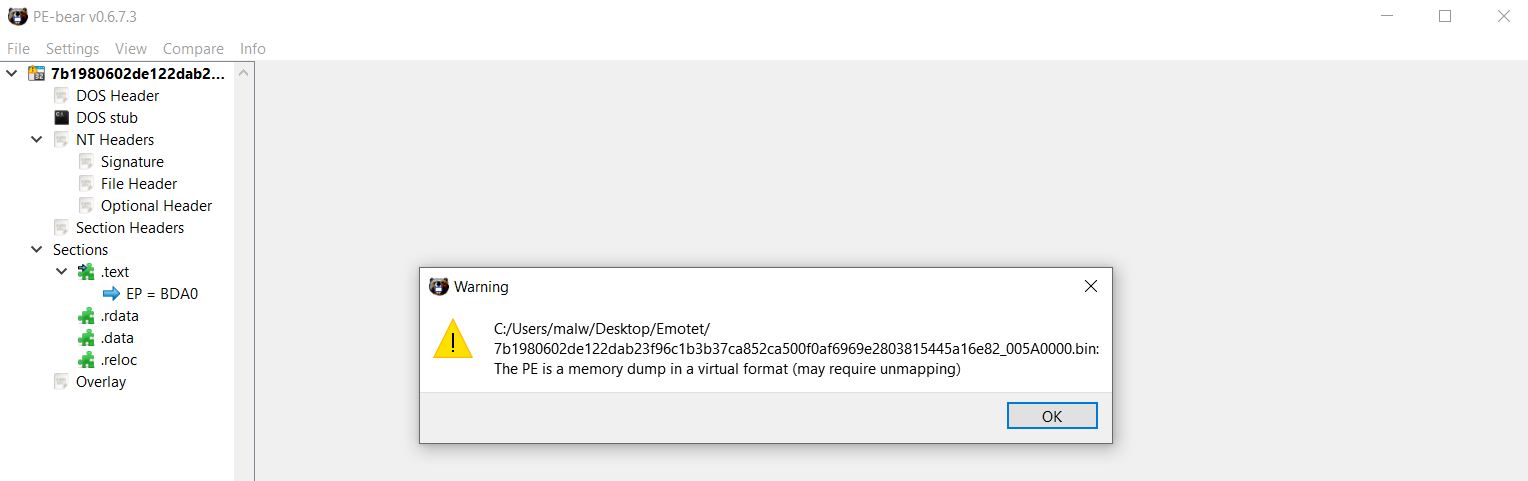 PE-bear v0.6.7.3
File Settings View Compare Info
7b1980602de122dab2...
DOS Header
DOS stub
NT Headers
Signature
File Header
Optional Header
Section Headers
Sections
.text
EP = BDA0
.rdata
.data
.reloc
Overlay
Warning
C:/Users/malw/Desktop/Emotet/
7b1980602de122dab23f96c1b3b37ca852ca500f0af6969e2803815445a16e82_005A0000.bin:
The PE is a memory dump in a virtual format (may require unmapping)
OK